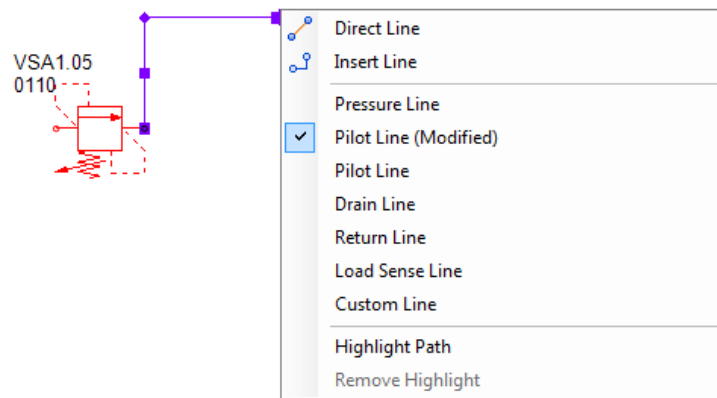 VSA1.05
0110
Direct Line
Insert Line
Pressure Line
Pilot Line (Modified)
Pilot Line
Drain Line
Return Line
Load Sense Line
Custom Line
Highlight Path
Remove Highlight